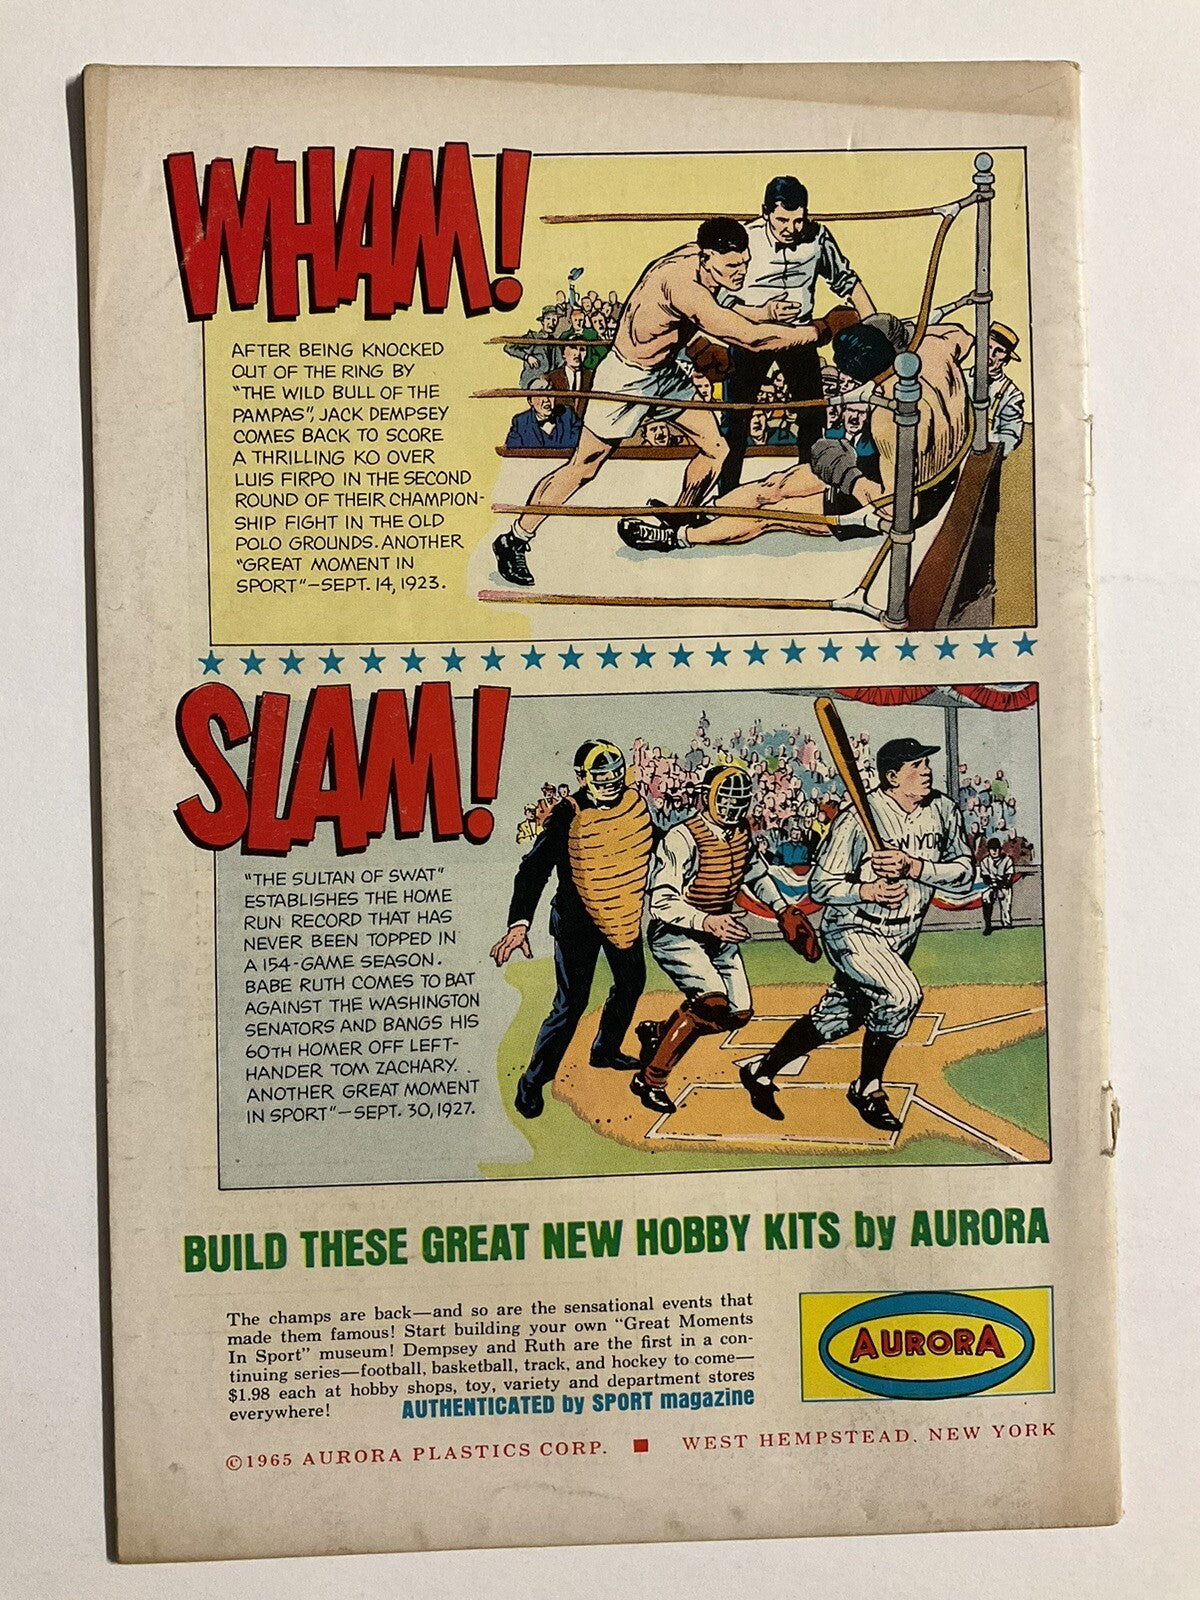 WHAM!
AFTER BEING KNOCKED
OUT OF THE RING BY
"THE WILD BULL OF THE
PAMPAS", JACK DEMPSEY
COMES BACK TO SCORE
A THRILLING KO OVER
LUIS FIRPO IN THE SECOND
ROUND OF THEIR CHAMPION-
SHIP FIGHT IN THE OLD
POLO GROUNDS. ANOTHER
"GREAT MOMENT IN
SPORT"—SEPT. 14, 1923.
SLAM!
"THE SULTAN OF SWAT"
ESTABLISHES THE HOME
RUN RECORD THAT HAS
NEVER BEEN TOPPED IN
A 154-GAME SEASON.
BABE RUTH COMES TO BAT
AGAINST THE WASHINGTON
SENATORS AND BANGS HIS
60TH HOMER OFF LEFT-
HANDER TOM ZACHARY.
ANOTHER GREAT MOMENT
IN SPORT"—SEPT. 30, 1927.
EW YORK
BUILD THESE GREAT NEW HOBBY KITS by AURORA
The champs are back—and so are the sensational events that
made them famous! Start building your own "Great Moments
In Sport" museum! Dempsey and Ruth are the first in a con-
tinuing series—football, basketball, track, and hockey to come—
$1.98 each at hobby shops, toy, variety and department stores
everywhere!
AUTHENTICATED by SPORT magazine
AURORA
©1965 AURORA PLASTICS CORP. ■ WEST HEMPSTEAD, NEW YORK